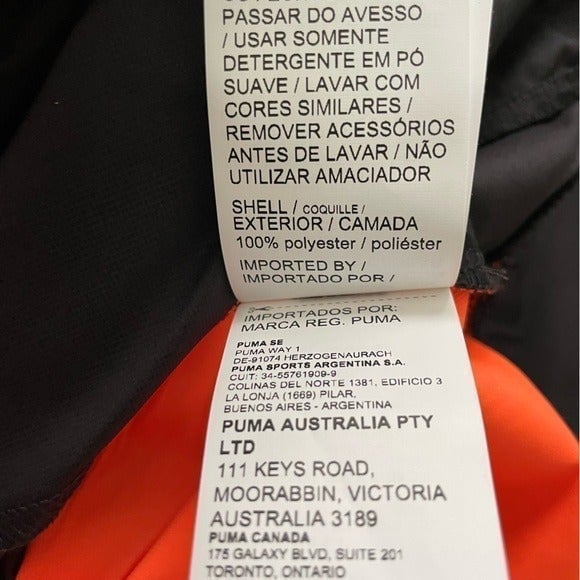 PASSAR DO AVESSO
/ USAR SOMENTE
DETERGENTE EM PÓ
SUAVE / LAVAR COM
CORES SIMILARES /
REMOVER ACESSÓRIOS
ANTES DE LAVAR / NÃO
UTILIZAR AMACIADOR
SHELL / COQUILLE /
EXTERIOR / CAMADA
100% polyester / poliéster
IMPORTED BY /
IMPORTADO POR /
IMPORTADOS POR:
MARCA REG. PUMA
PUMA SE
PUMA WAY 1
DE-91074 HERZOGENAURACH
PUMA SPORTS ARGENTINA S.A.
CUIT: 34-55761909-9
COLINAS DEL NORTE 1381, EDIFICIO 3
LA LONJA (1669) PILAR,
BUENOS AIRES - ARGENTINA
PUMA AUSTRALIA PTY
LTD
111 KEYS ROAD,
MOORABBIN, VICTORIA
AUSTRALIA 3189
PUMA CANADA
175 GALAXY BLVD, SUITE 201
TORONTO, ONTARIO